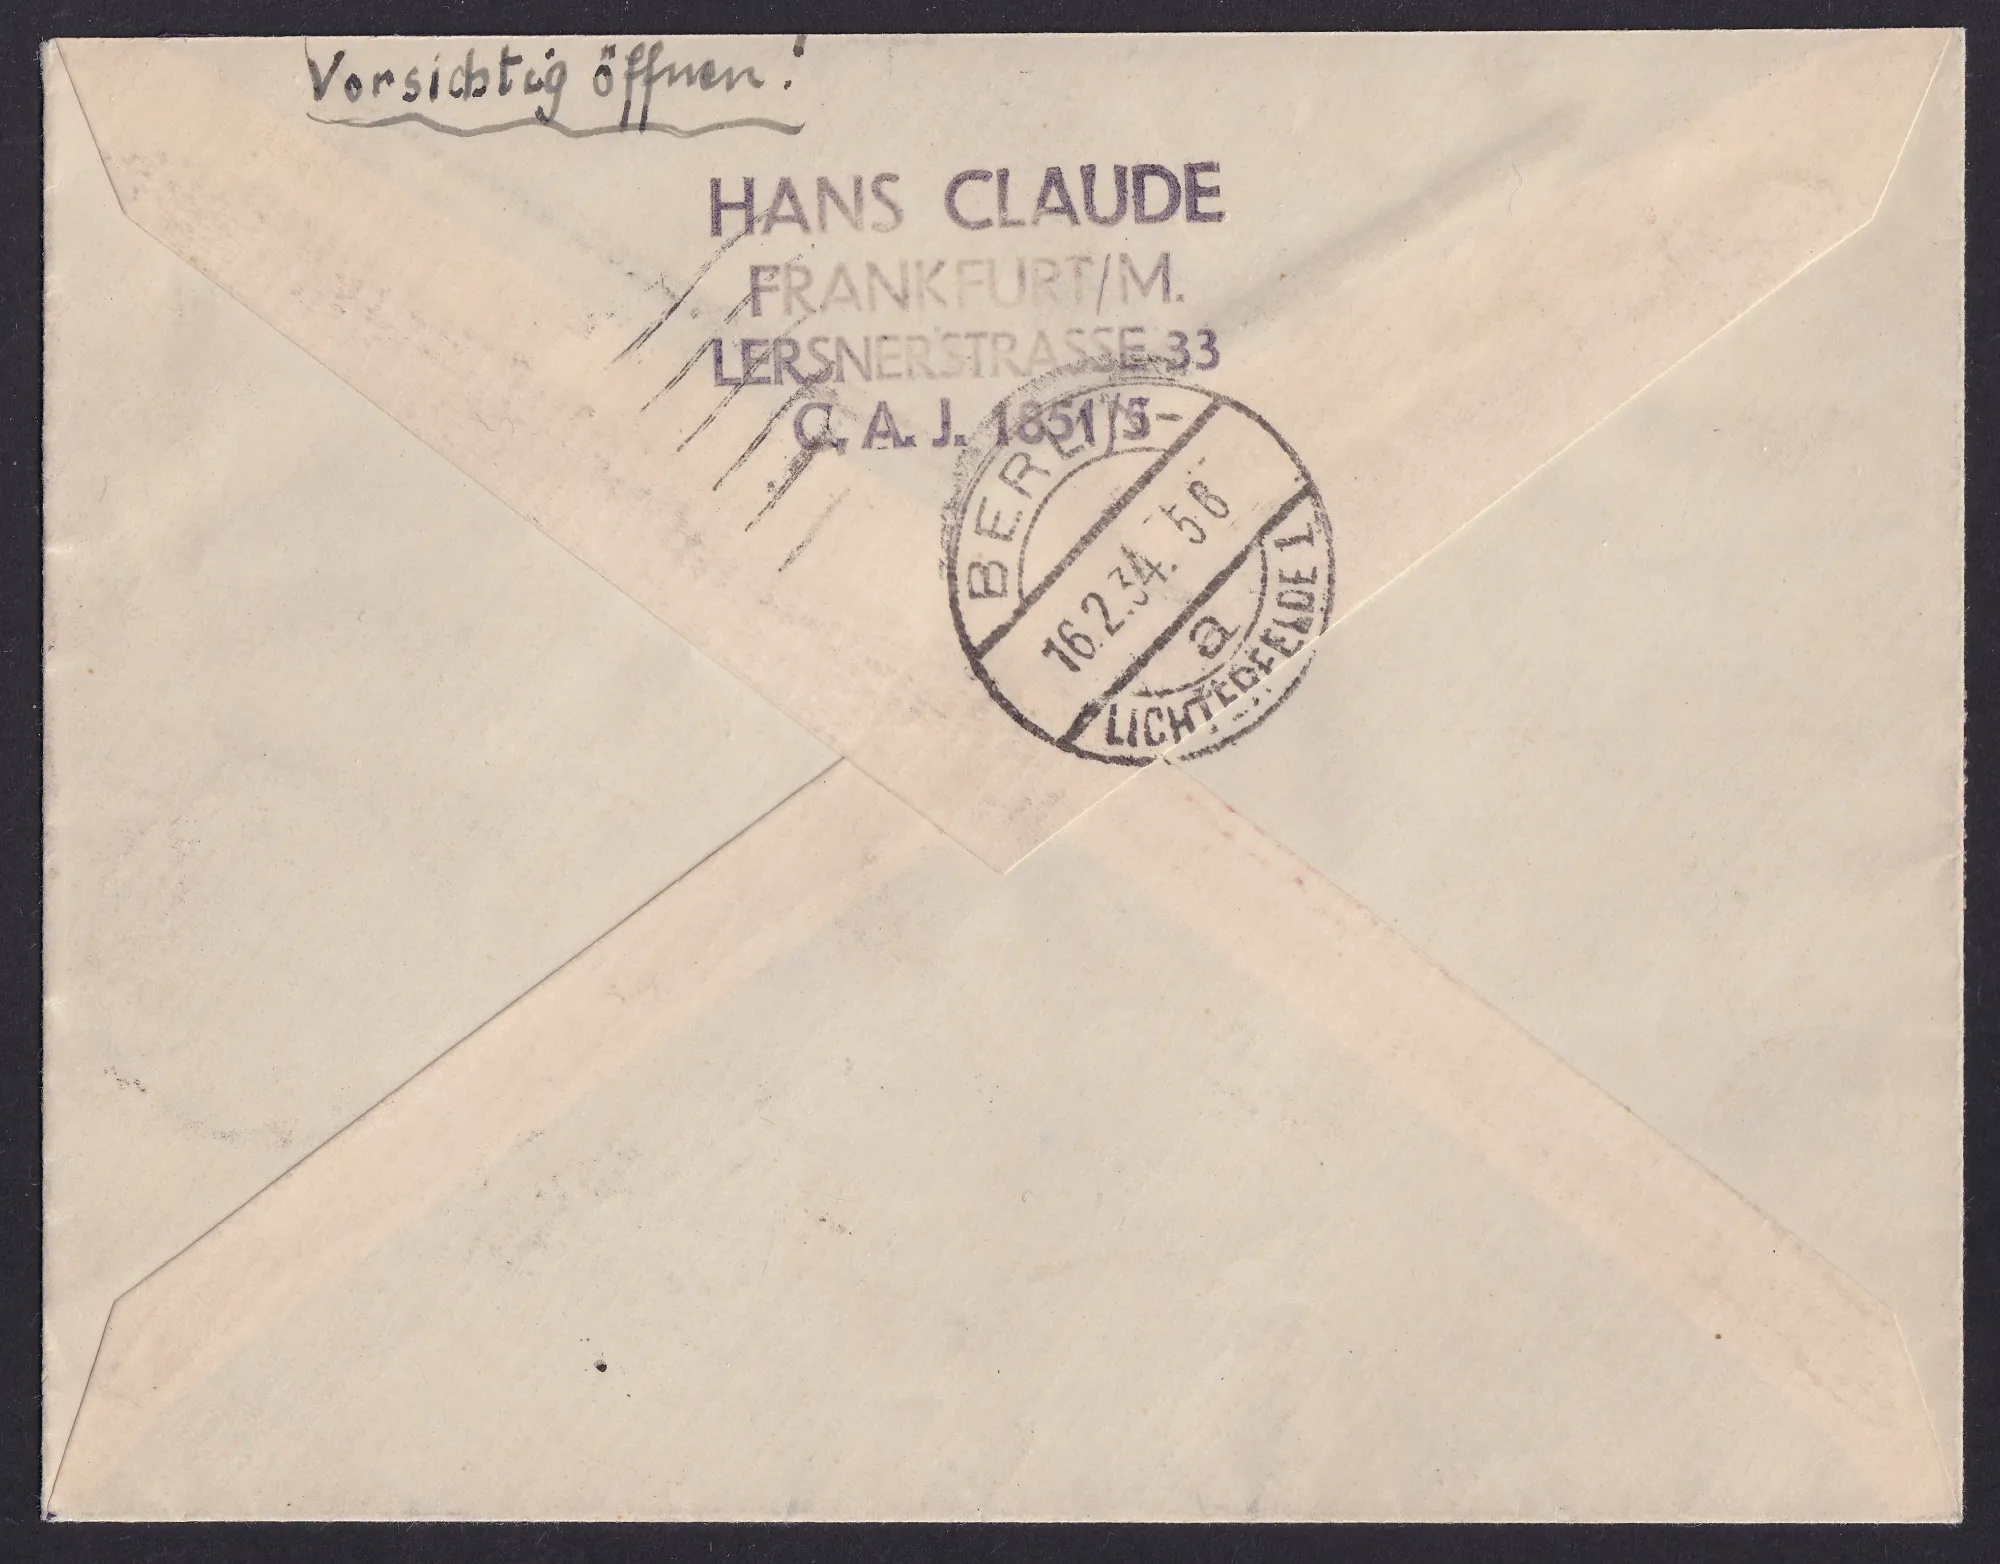 Vorsichtig öffnen!
HANS CLAUDE
FRANKFURT/M.
LERSNERSTRASSE 33
C. A. J. 1851/5-
BERLIN
16.2.34. 5 6
a
LICHTERFELDE 1